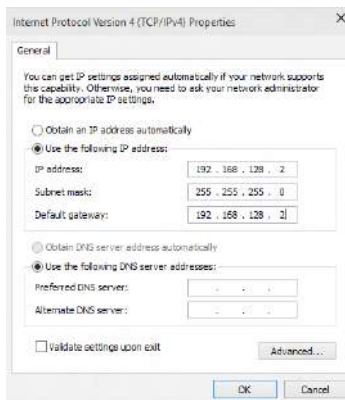 Internet Protocol Version 4 (TCP/IPv4) Properties
General
You can get IP settings assigned automatically if your network supports
this capability. Otherwise, you need to ask your network administrator
for the appropriate IP settings.
Obtain an IP address automatically
Use the following IP address:
IP address: 192 . 168 . 128 . 2
Subnet mask: 255 . 255 . 255 . 0
Default gateway: 192 . 168 . 128 . 2
Obtain DNS server address automatically
Use the following DNS server addresses:
Preferred DNS server: . . .
Alternate DNS server: . . .
Validate settings upon exit
Advanced...
OK Cancel